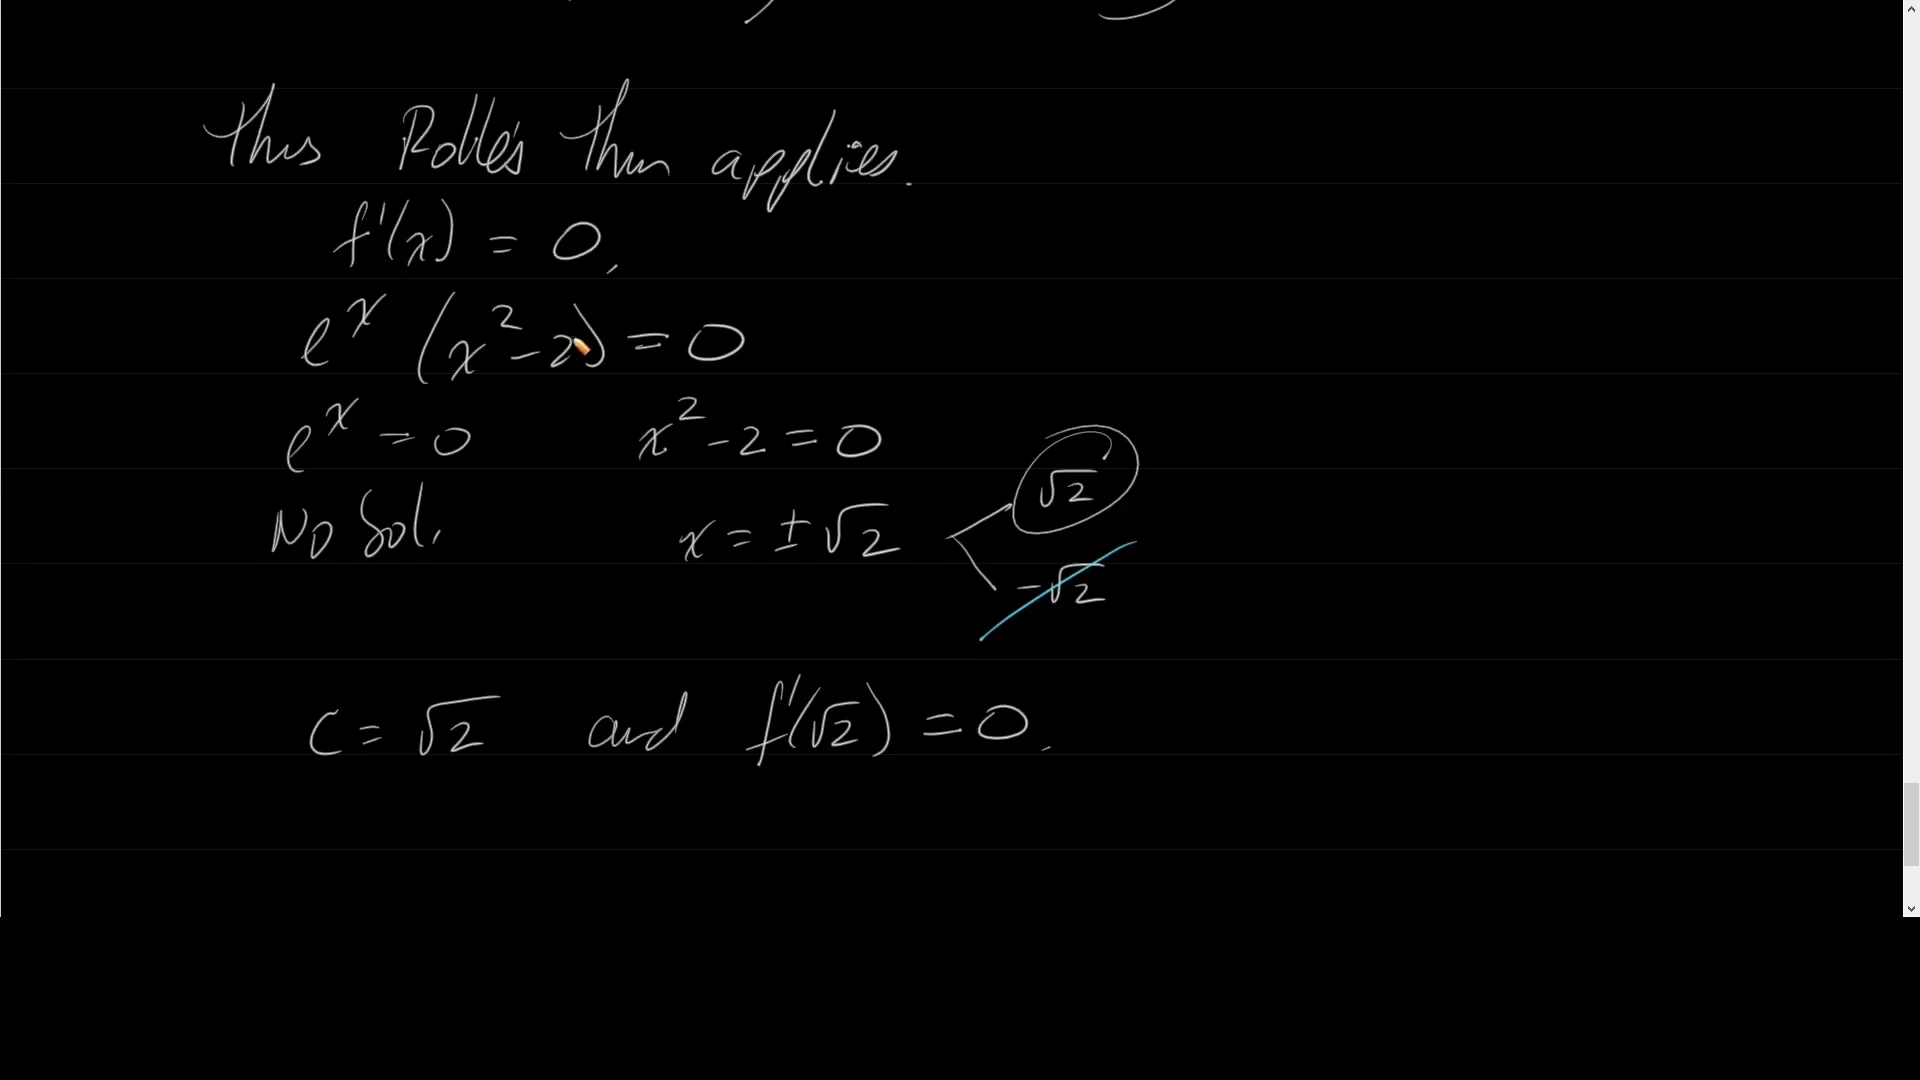 thus Rolle's thm applies.
f'(x) = 0,
e^x (x^2 - 2) = 0
e^x = 0 x^2 - 2 = 0
No Sol. x = ±√2 < √2
-√2
c = √2 and f'(√2) = 0.